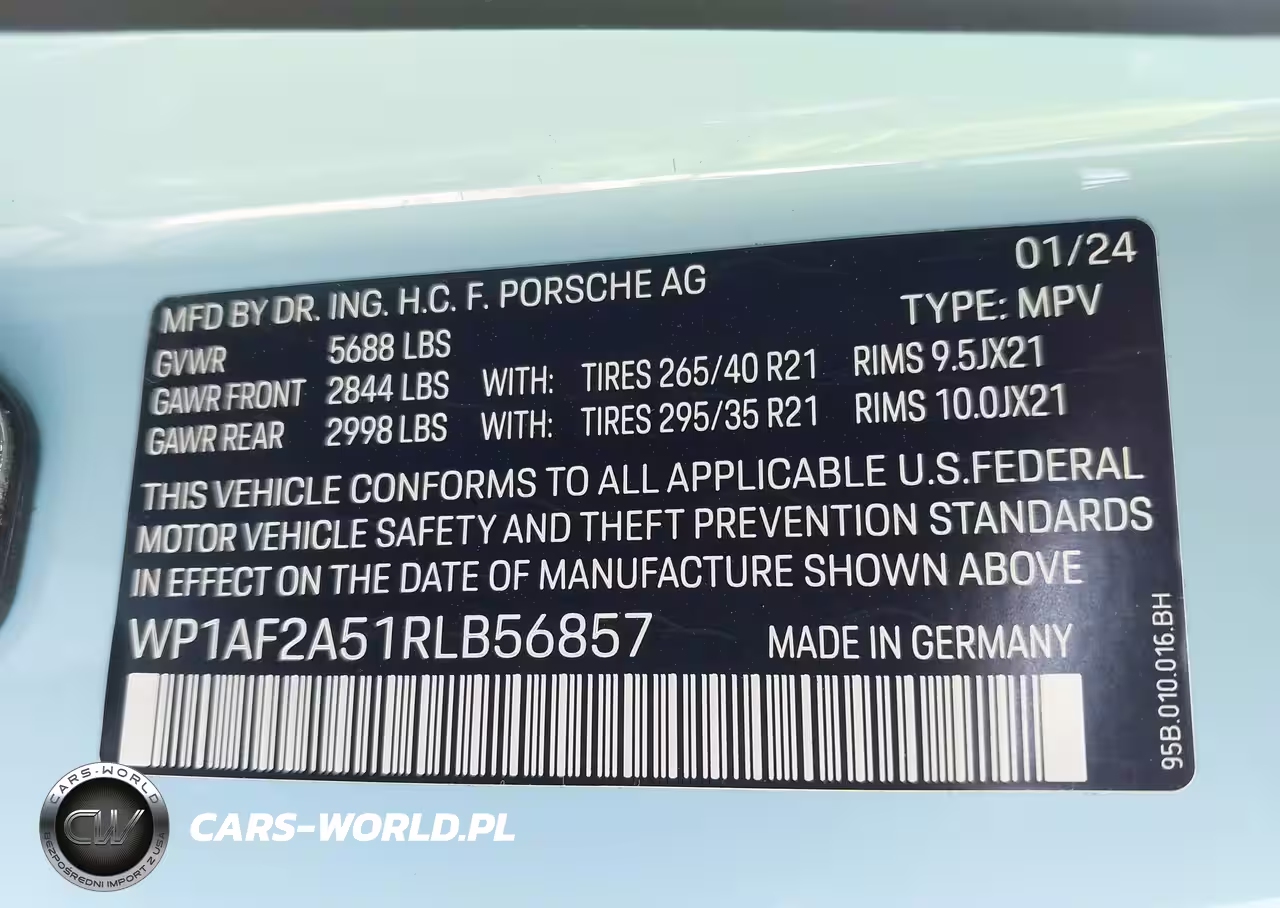 01/24
MFD BY DR. ING. H.C. F. PORSCHE AG
TYPE: MPV
GVWR 5688 LBS
GAWR FRONT 2844 LBS WITH: TIRES 265/40 R21 RIMS 9.5JX21
GAWR REAR 2998 LBS WITH: TIRES 295/35 R21 RIMS 10.0JX21
THIS VEHICLE CONFORMS TO ALL APPLICABLE U.S.FEDERAL
MOTOR VEHICLE SAFETY AND THEFT PREVENTION STANDARDS
IN EFFECT ON THE DATE OF MANUFACTURE SHOWN ABOVE
WP1AF2A51RLB56857 MADE IN GERMANY
95B.010.016.BH
CARS-WORLD
CW
BEZPOŚREDNI IMPORT Z USA
CARS-WORLD.PL